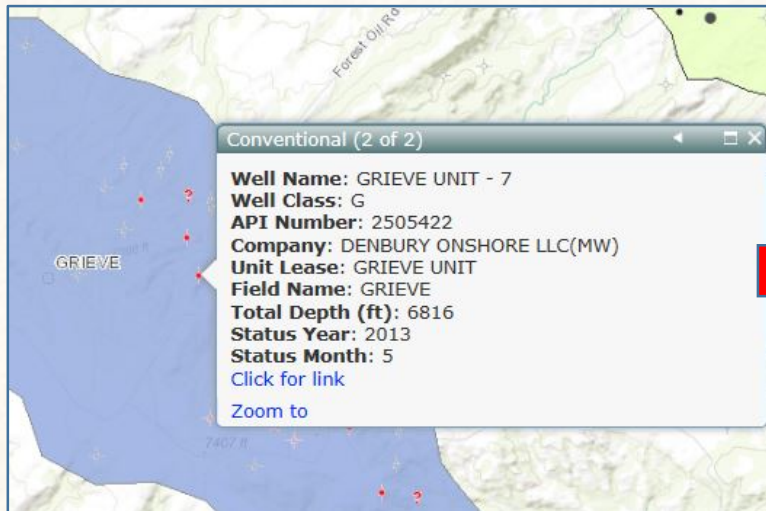 Forest Oil Rd
Conventional (2 of 2)
Well Name: GRIEVE UNIT - 7
Well Class: G
API Number: 2505422
Company: DENBURY ONSHORE LLC(MW)
Unit Lease: GRIEVE UNIT
Field Name: GRIEVE
Total Depth (ft): 6816
Status Year: 2013
Status Month: 5
Click for link
Zoom to
?
GRIEVE
7407 ft
?